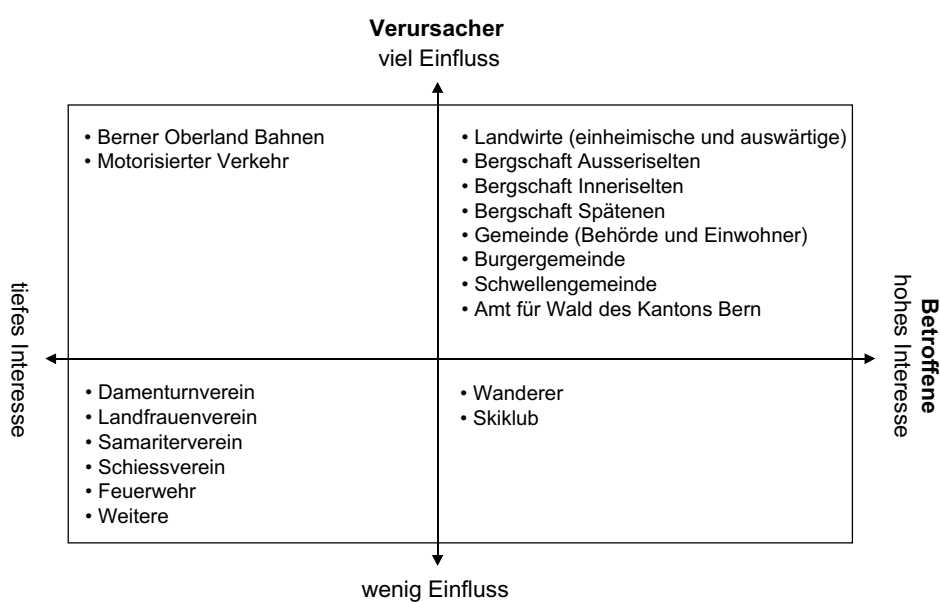 Verursacher
viel Einfluss
• Berner Oberland Bahnen
• Motorisierter Verkehr
• Landwirte (einheimische und auswärtige)
• Bergschaft Ausseriselten
• Bergschaft Inneriselten
• Bergschaft Spätenen
• Gemeinde (Behörde und Einwohner)
• Burgergemeinde
• Schwellengemeinde
• Amt für Wald des Kantons Bern
tiefes Interesse
Betroffene
hohes Interesse
• Damenturnverein
• Landfrauenverein
• Samariterverein
• Schiessverein
• Feuerwehr
• Weitere
• Wanderer
• Skiklub
wenig Einfluss